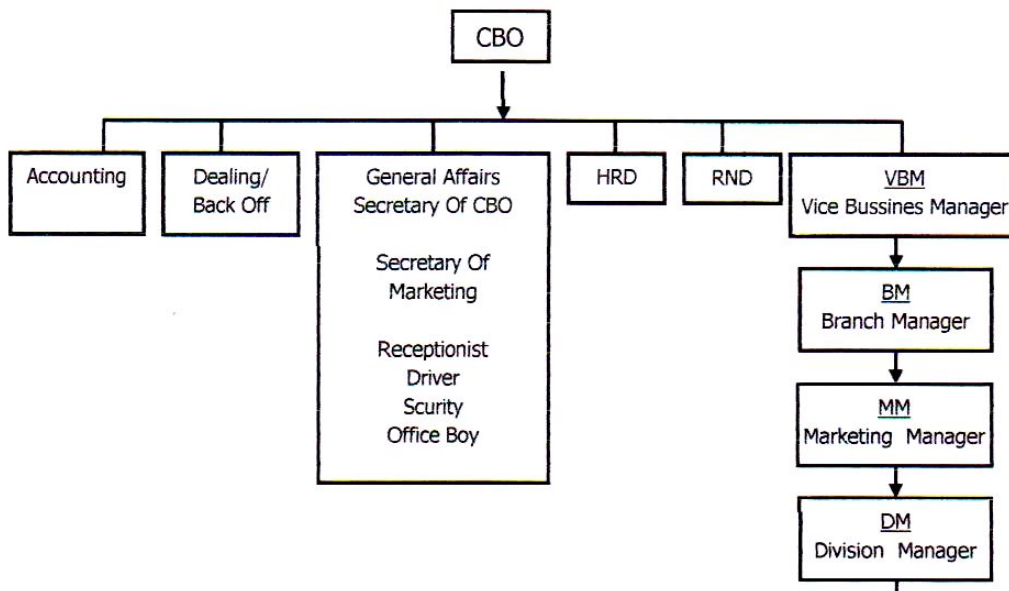 CBO
Accounting
Dealing/
Back Off
General Affairs
Secretary Of CBO
Secretary Of
Marketing
Receptionist
Driver
Scurity
Office Boy
HRD
RND
VBM
Vice Bussines Manager
BM
Branch Manager
MM
Marketing Manager
DM
Division Manager